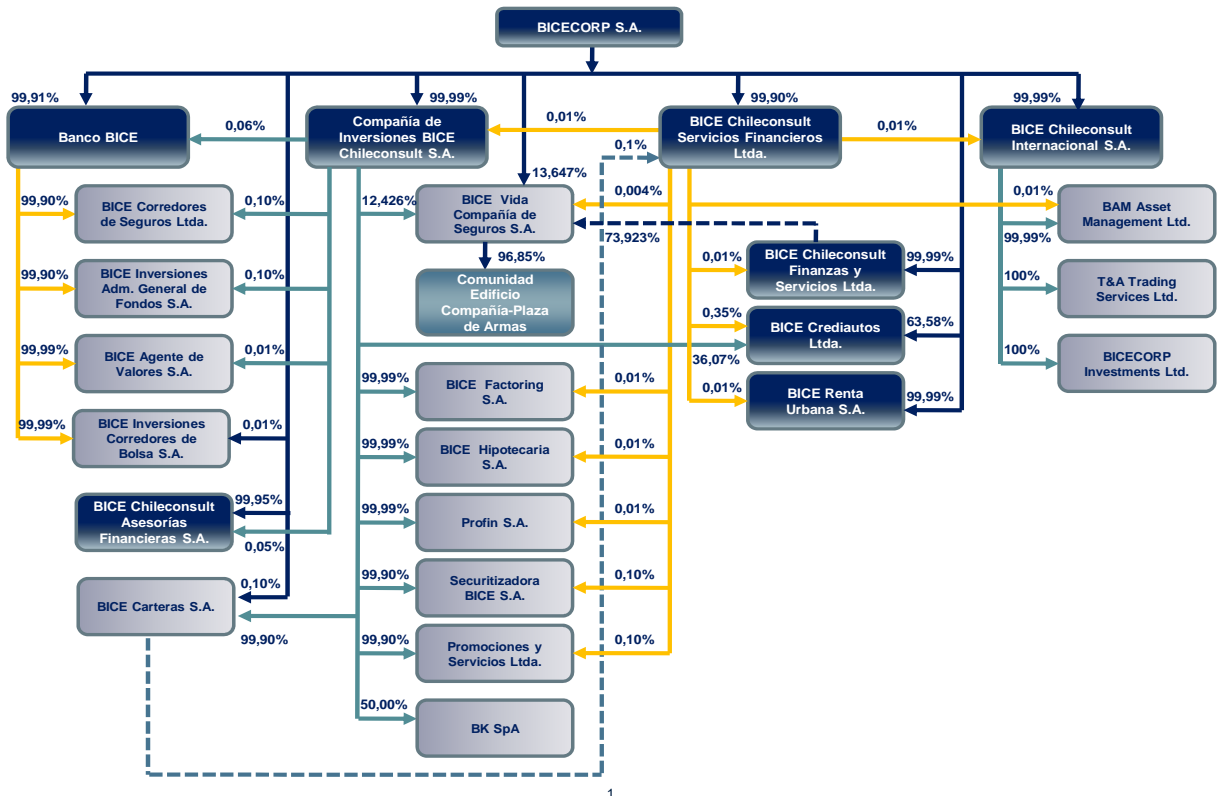 BICECORP S.A.
99,91%
99,99%
99,90%
99,99%
Banco BICE
0,06%
Compañía de
Inversiones BICE
Chileconsult S.A.
0,01%
BICE Chileconsult
Servicios Financieros
Ltda.
0,01%
BICE Chileconsult
Internacional S.A.
0,1%
13,647%
99,90%
BICE Corredores
de Seguros Ltda.
0,10%
12,426%
BICE Vida
Compañía de
Seguros S.A.
0,004%
0,01%
BAM Asset
Management Ltd.
99,99%
73,923%
96,85%
99,90%
BICE Inversiones
Adm. General de
Fondos S.A.
0,10%
Comunidad
Edificio
Compañía-Plaza
de Armas
0,01%
BICE Chileconsult
Finanzas y
Servicios Ltda.
99,99%
100%
T&A Trading
Services Ltd.
99,99%
BICE Agente de
Valores S.A.
0,01%
0,35%
BICE Crediautos
Ltda.
63,58%
36,07%
100%
BICECORP
Investments Ltd.
99,99%
BICE Factoring
S.A.
0,01%
0,01%
BICE Renta
Urbana S.A.
99,99%
99,99%
BICE Inversiones
Corredores de
Bolsa S.A.
0,01%
99,99%
BICE Hipotecaria
S.A.
0,01%
BICE Chileconsult
Asesorías
Financieras S.A.
99,95%
0,05%
99,99%
Profin S.A.
0,01%
BICE Carteras S.A.
0,10%
99,90%
99,90%
Securitizadora
BICE S.A.
0,10%
99,90%
Promociones y
Servicios Ltda.
0,10%
50,00%
BK SpA
1